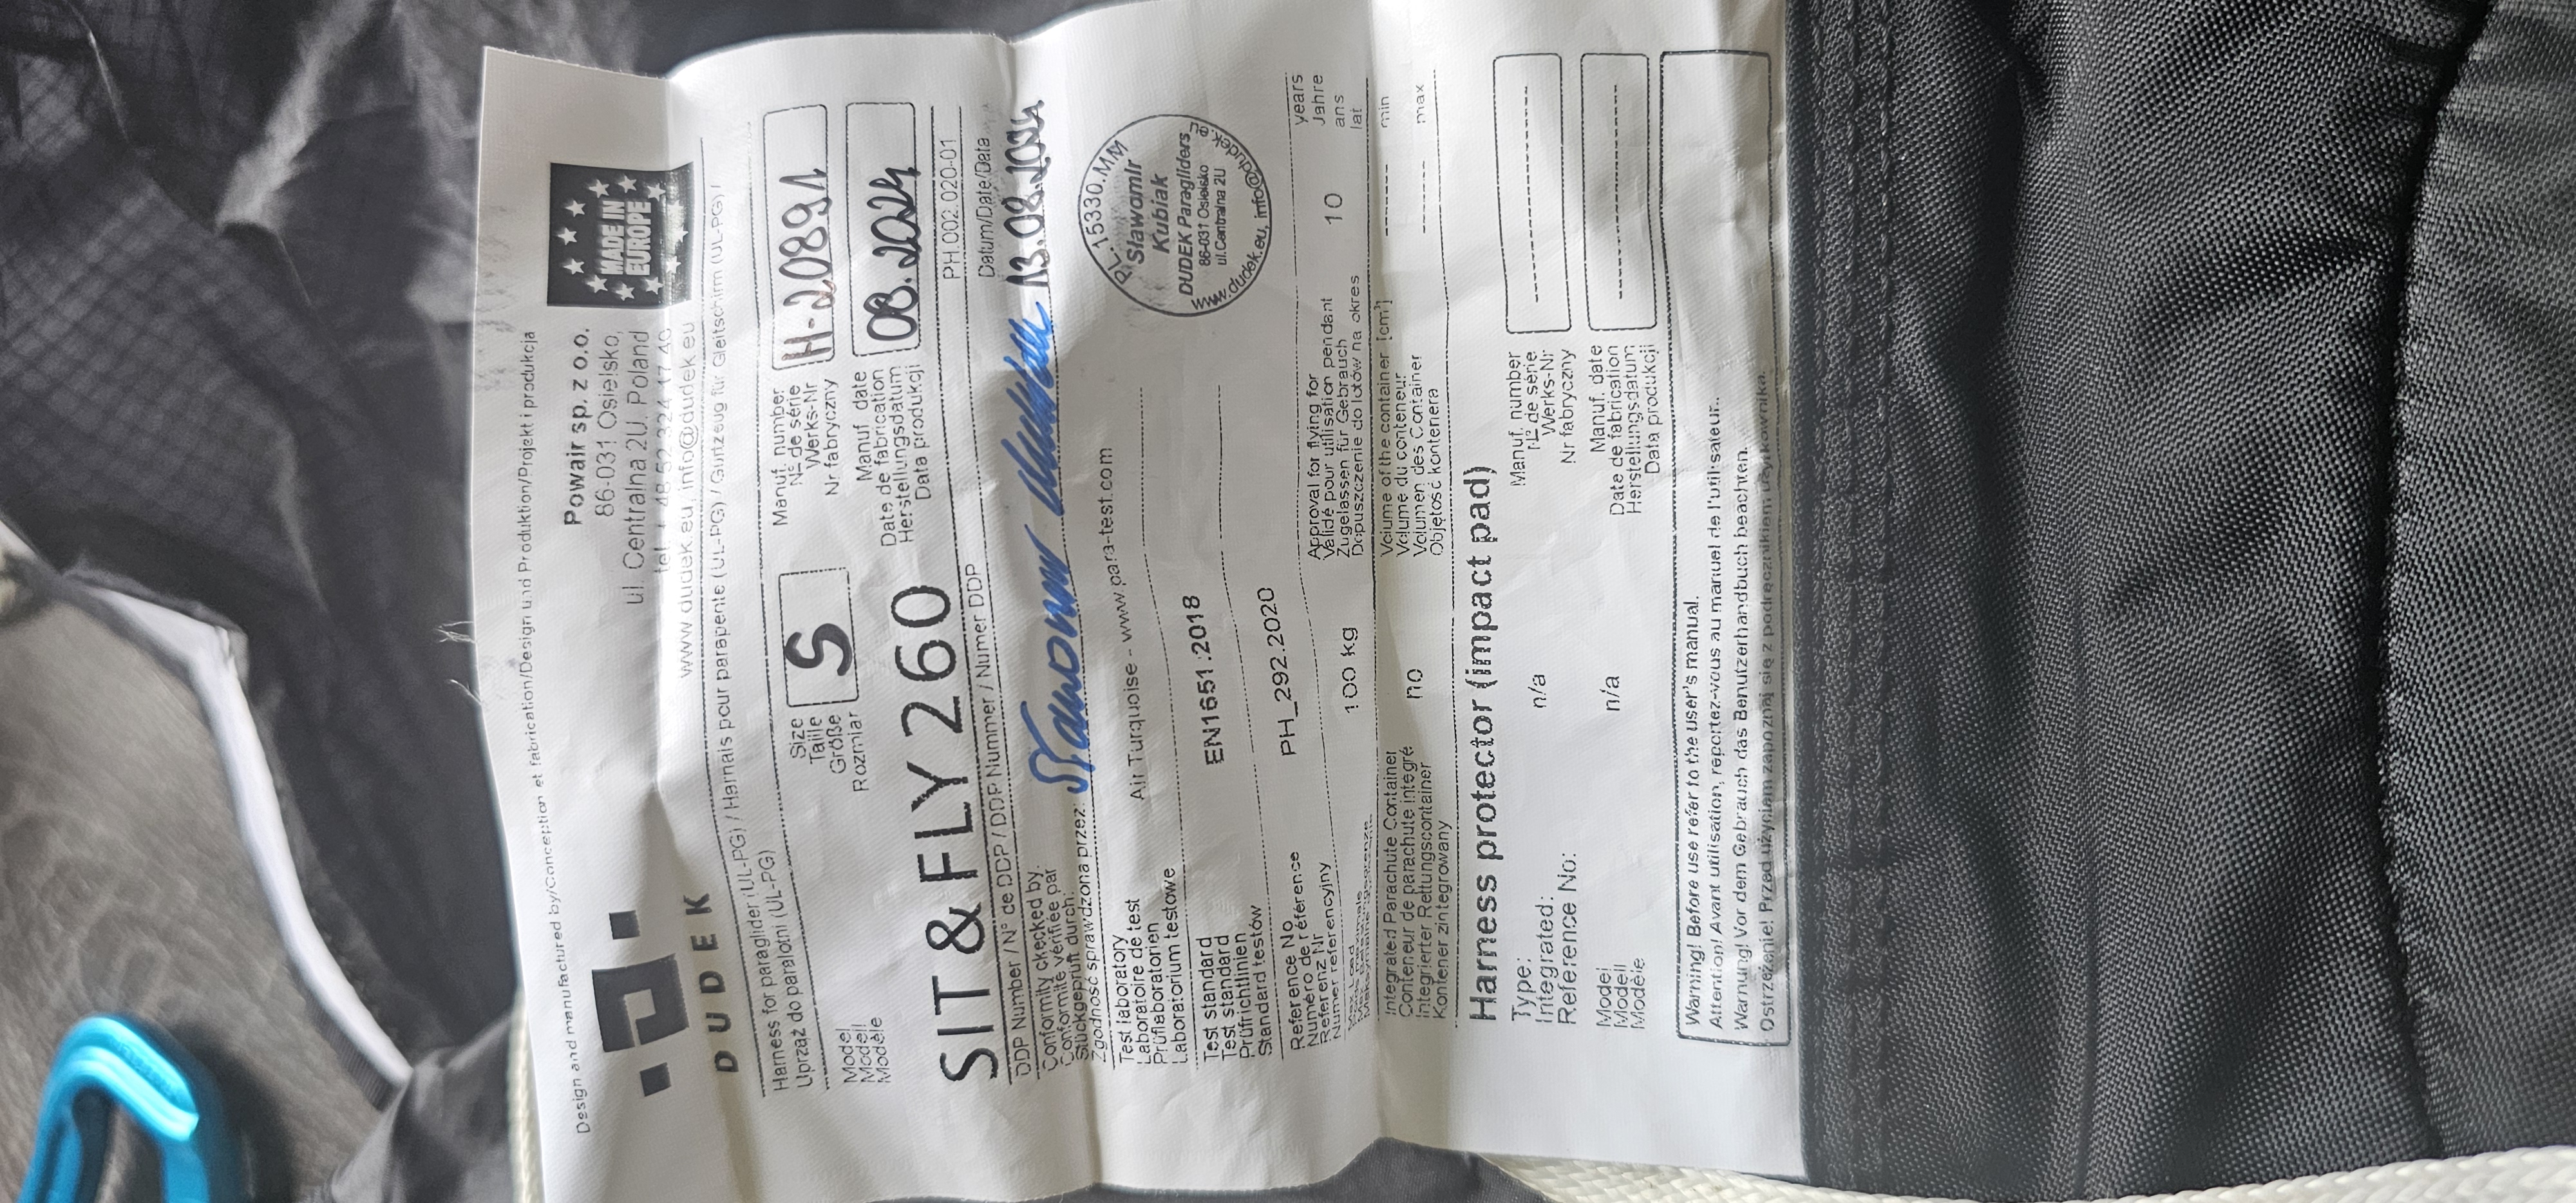 Design and manufactured by/Conception et fabrication/Design und Produktion/Projekt i produkcja
DUDEK
Powair sp. z o.o.
86-031 Osielsko,
ul. Centralna 2U, Poland
tel. 48 52 324 17 40
www.dudek.eu, info@dudek.eu
MADE IN
EUROPE
Harness for paraglider (UL-PG) / Harnais pour parapente (UL-PG) / Gurtzeug für Gleitschirm (UL-PG) /
Uprząż do paralotni (UL-PG)
Size
Taille
Größe
Rozmiar
S
Manuf. number
Nº de série
Werks-Nr
Nr fabryczny
H-20891
Model
Modell
Modèle
Manuf. date
Date de fabrication
Herstellungsdatum
Data produkcji
08.2024
SIT & FLY 260
PH 002 020-01
DDP Number / N° de DDP / DDP Nummer / Numer DDP
Datum/Date/Date/Data
Conformity checked by:
Conformité vérifiée par
Stückgeprüft durch:
Zgodność sprawdzona przez:
13.08.2024
Test laboratory
Laboratoire de test
Prüflaboratorien
Laboratorium testowe
Air Turquoise - www.para-test.com
PL.15330.MM
Sławomir
Kubiak
DUDEK Paragliders
86-031 Osielsko
ul. Centralna 2U
www.dudek.eu, info@dudek.eu
Test standard
Test standard
Prüfrichtlinien
Standard testów
EN1651:2018
Reference No
Numéro de référence
Referenz Nr
Numer referencyjny
PH_292.2020
Max Load
100 kg
Approval for flying for
Validé pour utilisation pendant
Zugelassen für Gebrauch
Dopuszczenie do lotów na okres
10
years
Jahre
ans
lat
Integrated Parachute Container
Conteneur de parachute intégré
Integrierter Rettungscontainer
Kontener zintegrowany
no
Volume of the container [cm³]
Volume du conteneur
Volumen des Container
Objętość kontenera
------ min
------ max
Harness protector (impact pad)
Type:
Integrated:
Reference No:
n/a
Manuf. number
Nº de série
Werks-Nr
Nr fabryczny
Model
Modell
Modèle
n/a
Manuf. date
Date de fabrication
Herstellungsdatum
Data produkcji
Warning! Before use refer to the user's manual.
Attention! Avant utilisation, reportez-vous au manuel de l'utilisateur..
Warnung! Vor dem Gebrauch das Benutzerhandbuch beachten.
Ostrzeżenie! Przed użyciem zapoznaj się z podręcznikiem użytkownika.